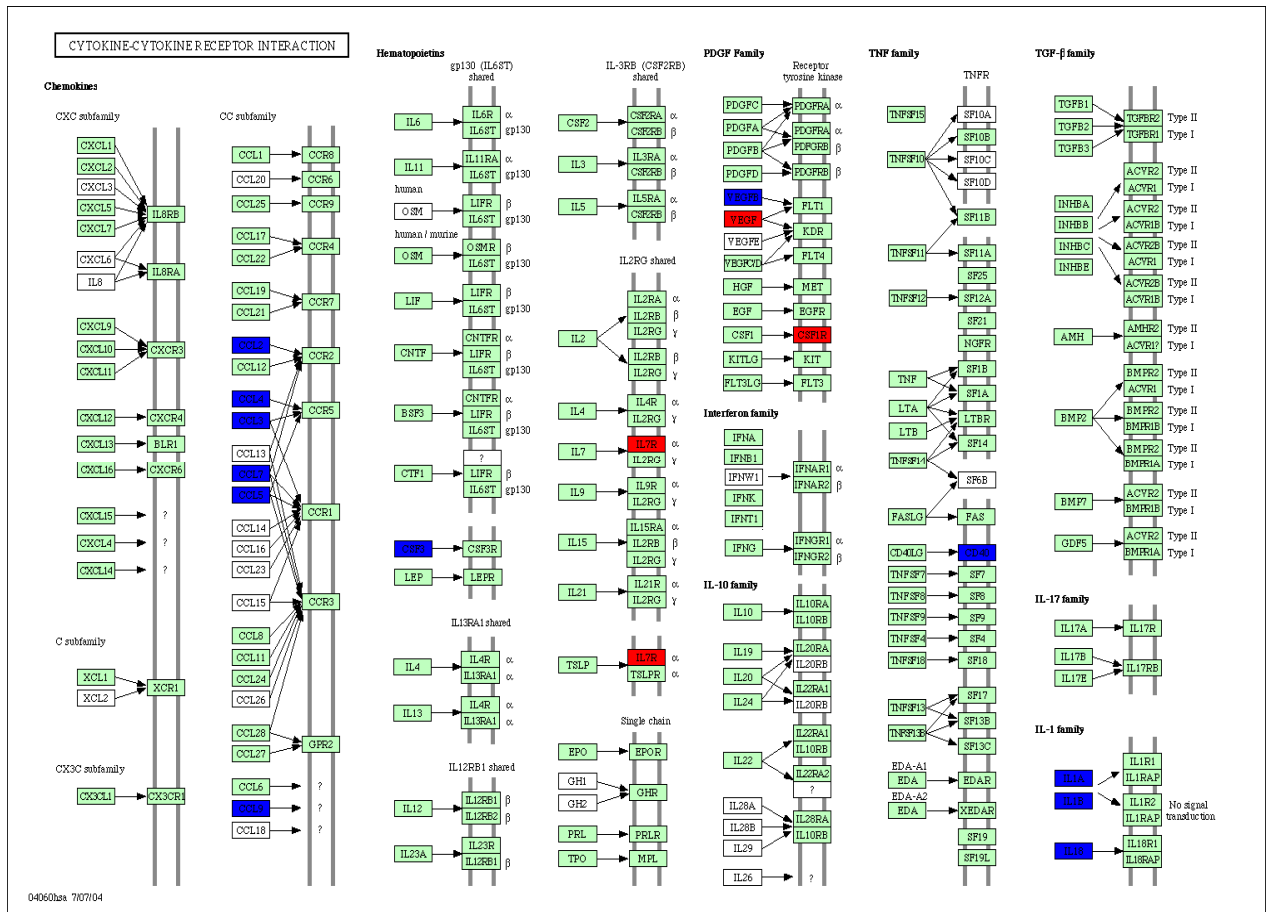 CYTOKINE-CYTOKINE RECEPTOR INTERACTION
Chemokines
CXC subfamily
CXCL1
CXCL2
CXCL3
CXCL5
CXCL7
IL8RB
CXCL6
IL8
IL8RA
CXCL9
CXCL10
CXCL11
CXCR3
CXCL12
CXCR4
CXCL13
BLR1
CXCL16
CXCR6
CXCL15
?
CXCL4
?
CXCL14
?
C subfamily
XCL1
XCL2
XCR1
CX3C subfamily
CX3CL1
CX3CR1
CC subfamily
CCL1
CCR8
CCL20
CCR6
CCL25
CCR9
CCL17
CCL22
CCR4
CCL19
CCL21
CCR7
CCL2
CCL12
CCR2
CCL4
CCL3
CCR5
CCL13
CCL7
CCL5
CCR1
CCL14
CCL16
CCL23
CCL15
CCR3
CCL8
CCL11
CCL24
CCL26
CCL28
CCL27
GPR2
CCL6
?
CCL9
?
CCL18
?
Hematopoietins
gp130 (IL6ST)
shared
IL6
IL6R α
IL6ST gp130
IL11
IL11RA α
IL6ST gp130
human
OSM
LIFR β
IL6ST gp130
human / murine
OSM
OSMR β
IL6ST gp130
LIF
LIFR β
IL6ST gp130
CNTF
CNTFR α
LIFR β
IL6ST gp130
BSF3
CNTFR α
LIFR β
IL6ST gp130
CTF1
?
LIFR β
IL6ST gp130
CSF3
CSF3R
LEP
LEPR
IL13RA1 shared
IL4
IL4R α
IL13RA1 α
IL13
IL4R α
IL13RA1 α
IL12RB1 shared
IL12
IL12RB1 β
IL12RB2 β
IL23A
IL23R
IL12RB1 β
IL-3RB (CSF2RB)
shared
CSF2
CSF2RA α
CSF2RB β
IL3
IL3RA α
CSF2RB β
IL5
IL5RA α
CSF2RB β
IL2RG shared
IL2
IL2RA α
IL2RB β
IL2RG γ
IL2RB β
IL2RG γ
IL4
IL4R α
IL2RG γ
IL7
IL7R α
IL2RG γ
IL9
IL9R α
IL2RG γ
IL15
IL15RA α
IL2RB β
IL2RG γ
IL21
IL21R α
IL2RG γ
TSLP
IL7R α
TSLPR α
Single chain
EPO
EPOR
GH1
GH2
GHR
PRL
PRLR
TPO
MPL
PDGF Family
Receptor
tyrosine kinase
PDGFC
PDGFRA α
PDGFA
PDGFRA α
PDGFB
PDFGRB β
PDGFD
PDGFRB β
VEGFB
FLT1
VEGF
KDR
VEGFE
VEGFC/D
FLT4
HGF
MET
EGF
EGFR
CSF1
CSF1R
KITLG
KIT
FLT3LG
FLT3
Interferon family
IFNA
IFNB1
IFNW1
IFNK
IFNT1
IFNAR1 α
IFNAR2 β
IFNG
IFNGR1 α
IFNGR2 β
IL-10 family
IL10
IL10RA
IL10RB
IL19
IL20RA
IL20RB
IL20
IL24
IL22RA1
IL20RB
IL22
IL22RA1
IL10RB
IL22RA2
?
IL28A
IL28B
IL29
IL28RA
IL10RB
IL26
?
TNF family
TNFR
TNFSF15
SF10A
SF10B
TNFSF10
SF10C
SF10D
SF11B
TNFSF11
SF11A
SF25
TNFSF12
SF12A
SF21
NGFR
TNF
SF1B
SF1A
LTA
LTBR
LTB
SF14
TNFSF14
SF6B
FASLG
FAS
CD40LG
CD40
TNFSF7
SF7
TNFSF8
SF8
TNFSF9
SF9
TNFSF4
SF4
TNFSF18
SF18
SF17
TNFSF13
SF13B
TNFSF13B
SF13C
EDA-A1
EDA
EDAR
EDA-A2
EDA
XEDAR
SF19
SF19L
TGF-β family
TGFB1
TGFB2
TGFB3
TGFBR2 Type II
TGFBR1 Type I
INHBA
INHBB
INHBC
INHBE
ACVR2 Type II
ACVR1 Type I
ACVR2 Type II
ACVR1B Type I
ACVR2B Type II
ACVR1 Type I
ACVR2B Type II
ACVR1B Type I
AMH
AMHR2 Type II
ACVR1? Type I
BMP2
BMPR2 Type II
ACVR1 Type I
BMPR2 Type II
BMPR1B Type I
BMPR2 Type II
BMPR1A Type I
BMP7
ACVR2 Type II
BMPR1B Type I
GDF5
ACVR2 Type II
BMPR1A Type I
IL-17 family
IL17A
IL17R
IL17B
IL17E
IL17RB
IL-1 family
IL1A
IL1R1
IL1RAP
IL1B
IL1R2
IL1RAP
No signal
transduction
IL18
IL18R1
IL18RAP
04060hsa 7/07/04